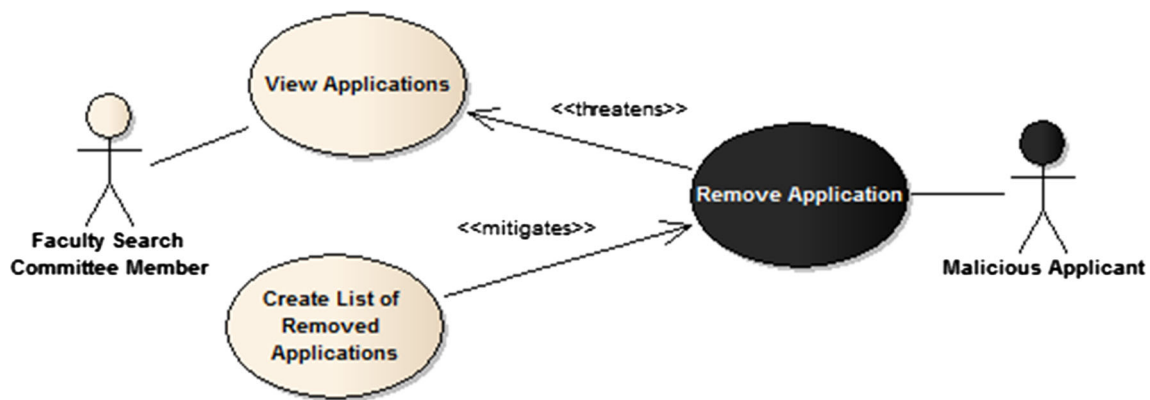 View Applications
<<threatens>>
Remove Application
<<mitigates>>
Faculty Search
Committee Member
Malicious Applicant
Create List of
Removed
Applications